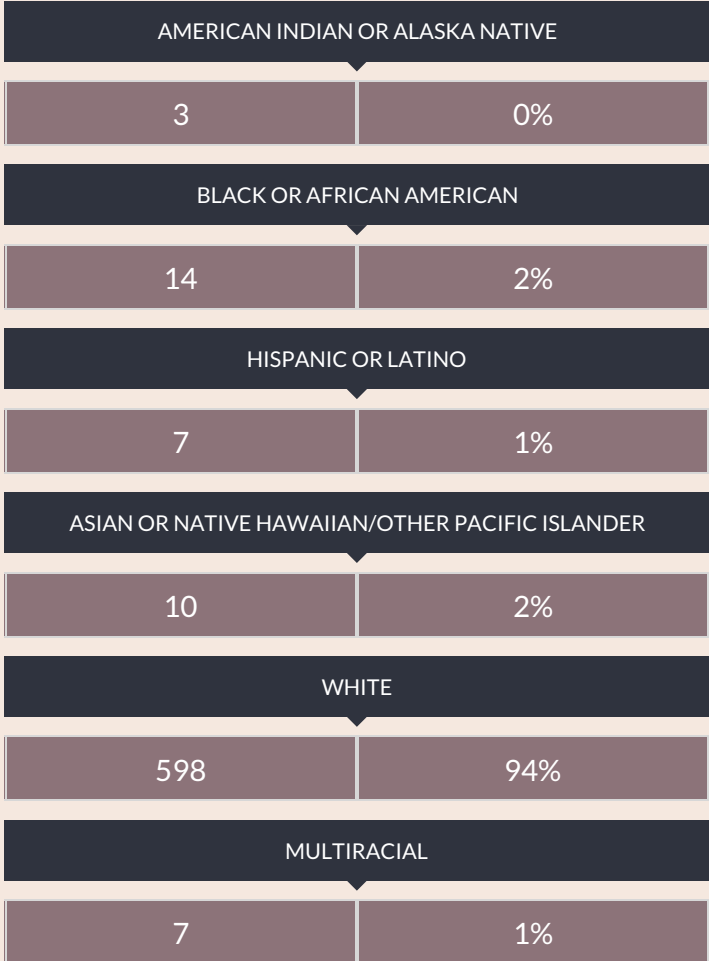 AMERICAN INDIAN OR ALASKA NATIVE
3 0%
BLACK OR AFRICAN AMERICAN
14 2%
HISPANIC OR LATINO
7 1%
ASIAN OR NATIVE HAWAIIAN/OTHER PACIFIC ISLANDER
10 2%
WHITE
598 94%
MULTIRACIAL
7 1%